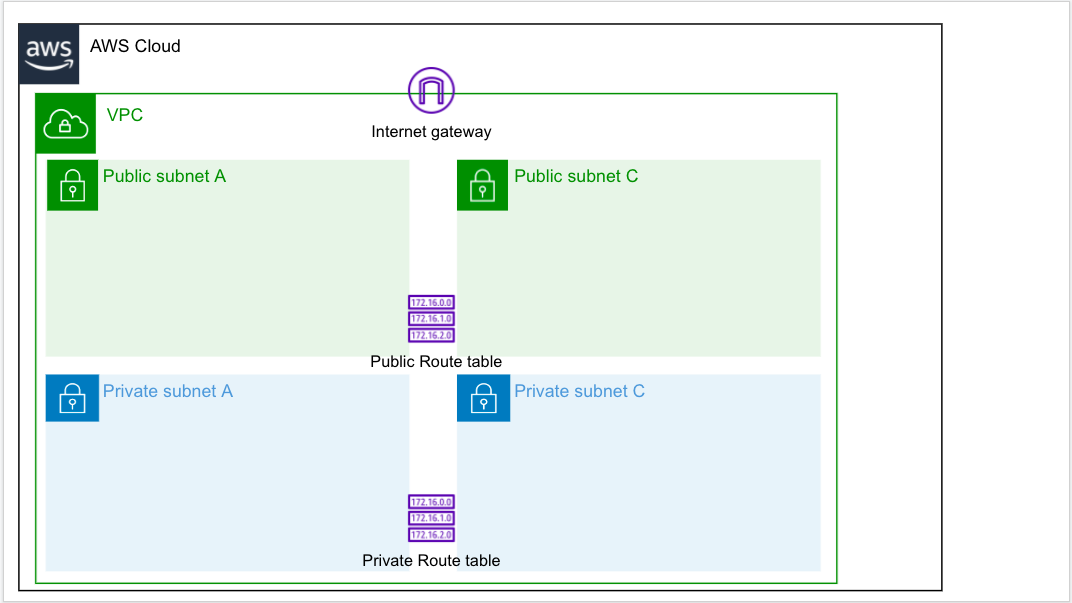 aws
AWS Cloud
VPC
Internet gateway
Public subnet A
Public subnet C
172.16.0.0
172.16.1.0
172.16.2.0
Public Route table
Private subnet A
Private subnet C
172.16.0.0
172.16.1.0
172.16.2.0
Private Route table